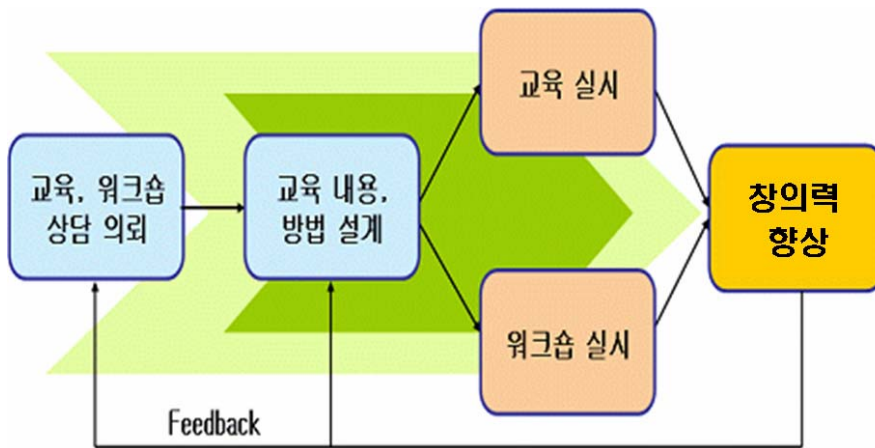 교육, 워크숍
상담 의뢰
교육 내용,
방법 설계
교육 실시
워크숍 실시
창의력
향상
Feedback